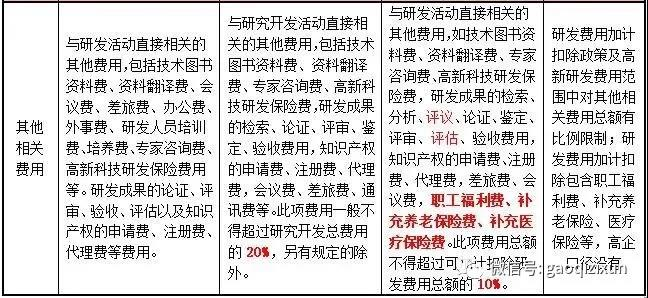 其他
相关
费用
与研发活动直接相关的
其他费用,包括技术图书
资料费、资料翻译费、会
议费、差旅费、办公费、
外事费、研发人员培训
费、培养费、专家咨询费、
高新科技研发保险费用
等。研发成果的论证、评
审、验收、评估以及知识
产权的申请费、注册费、
代理费等费用。
与研究开发活动直接相
关的其他费用,包括技术
图书资料费、资料翻译
费、专家咨询费、高新科
技研发保险费,研发成果
的检索、论证、评审、鉴
定、验收费用,知识产权
的申请费、注册费、代理
费,会议费、差旅费、通
讯费等。此项费用一般不
得超过研究开发总费用
的 20%，另有规定的除
外。
与研发活动直接相关的
其他费用,如技术图书资
料费、资料翻译费、专家
咨询费、高新科技研发保
险费，研发成果的检索、
分析、评议、论证、鉴定、
评审、评估、验收费用，
知识产权的申请费、注册
费、代理费，差旅费、会
议费，职工福利费、补
充养老保险费、补充医
疗保险费。此项费用总额
不得超过可加计扣除研
发费用总额的 10%。
研发费用加计
扣除政策及高
新研发费用范
围中对其他相
关费用总额有
比例限制；研
发费用加计扣
除包含职工福
利费、补充养
老保险、医疗
保险等，高企
口径没有
微信号: gaoqizixun